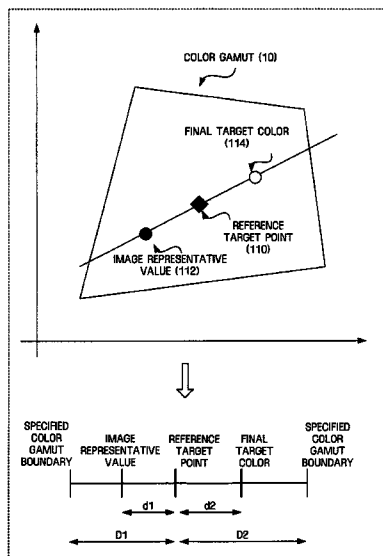 COLOR GAMUT (10)
FINAL TARGET COLOR
(114)
REFERENCE
TARGET POINT
(110)
IMAGE REPRESENTATIVE
VALUE (112)
SPECIFIED
COLOR
GAMUT
BOUNDARY
IMAGE
REPRESENTATIVE
VALUE
REFERENCE
TARGET
POINT
FINAL
TARGET
COLOR
SPECIFIED
COLOR
GAMUT
BOUNDARY
d1
d2
D1
D2